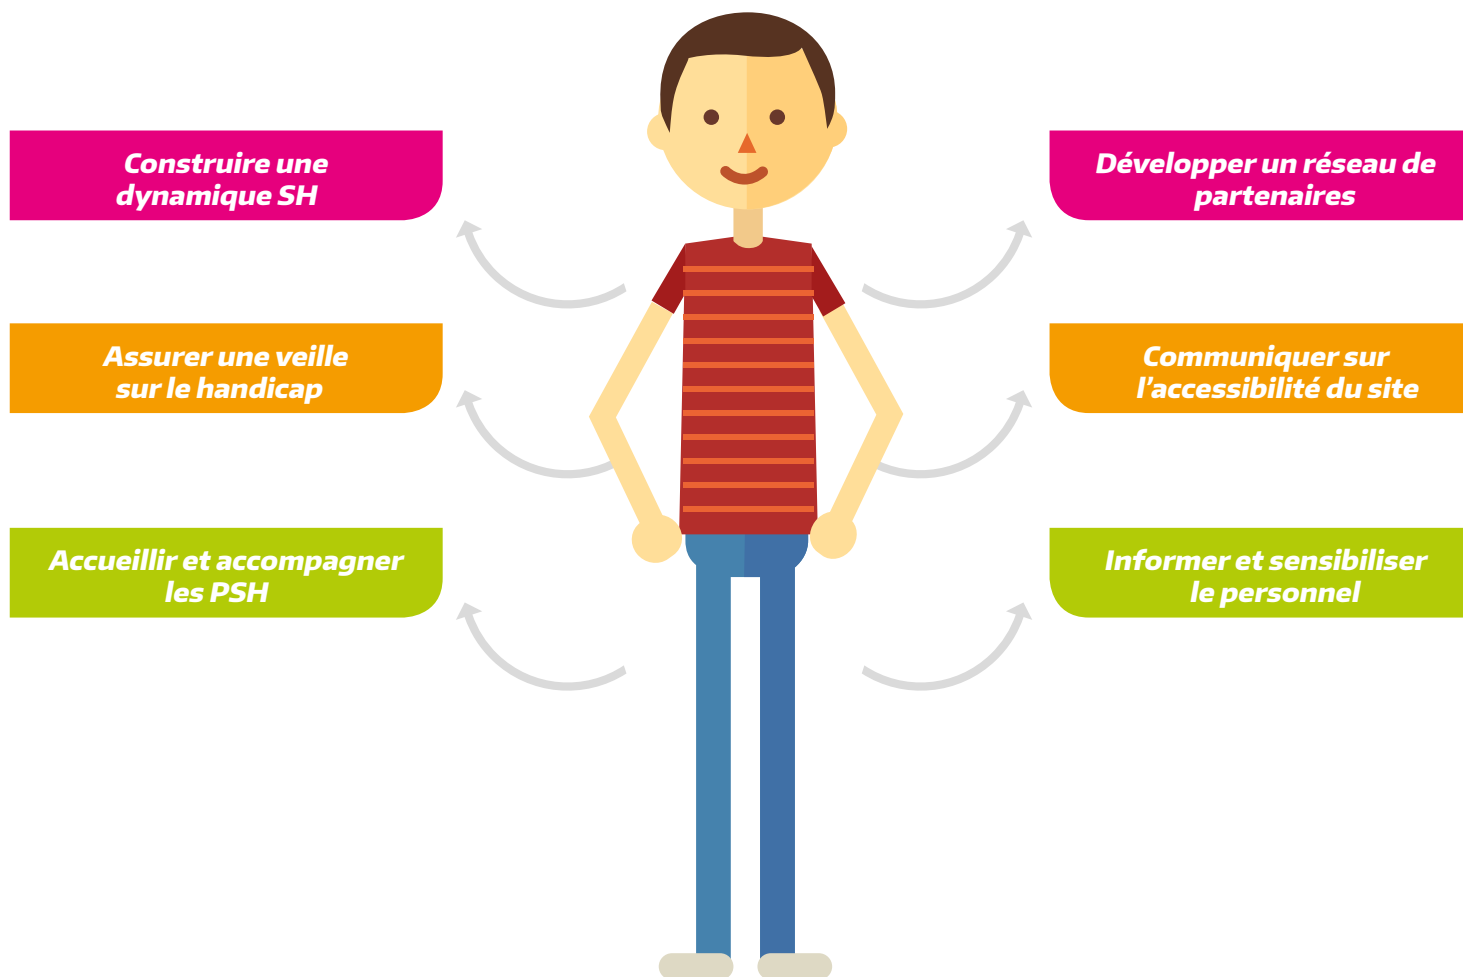 Construire une
dynamique SH
Développer un réseau de
partenaires
Assurer une veille
sur le handicap
Communiquer sur
l'accessibilité du site
Accueillir et accompagner
les PSH
Informer et sensibiliser
le personnel